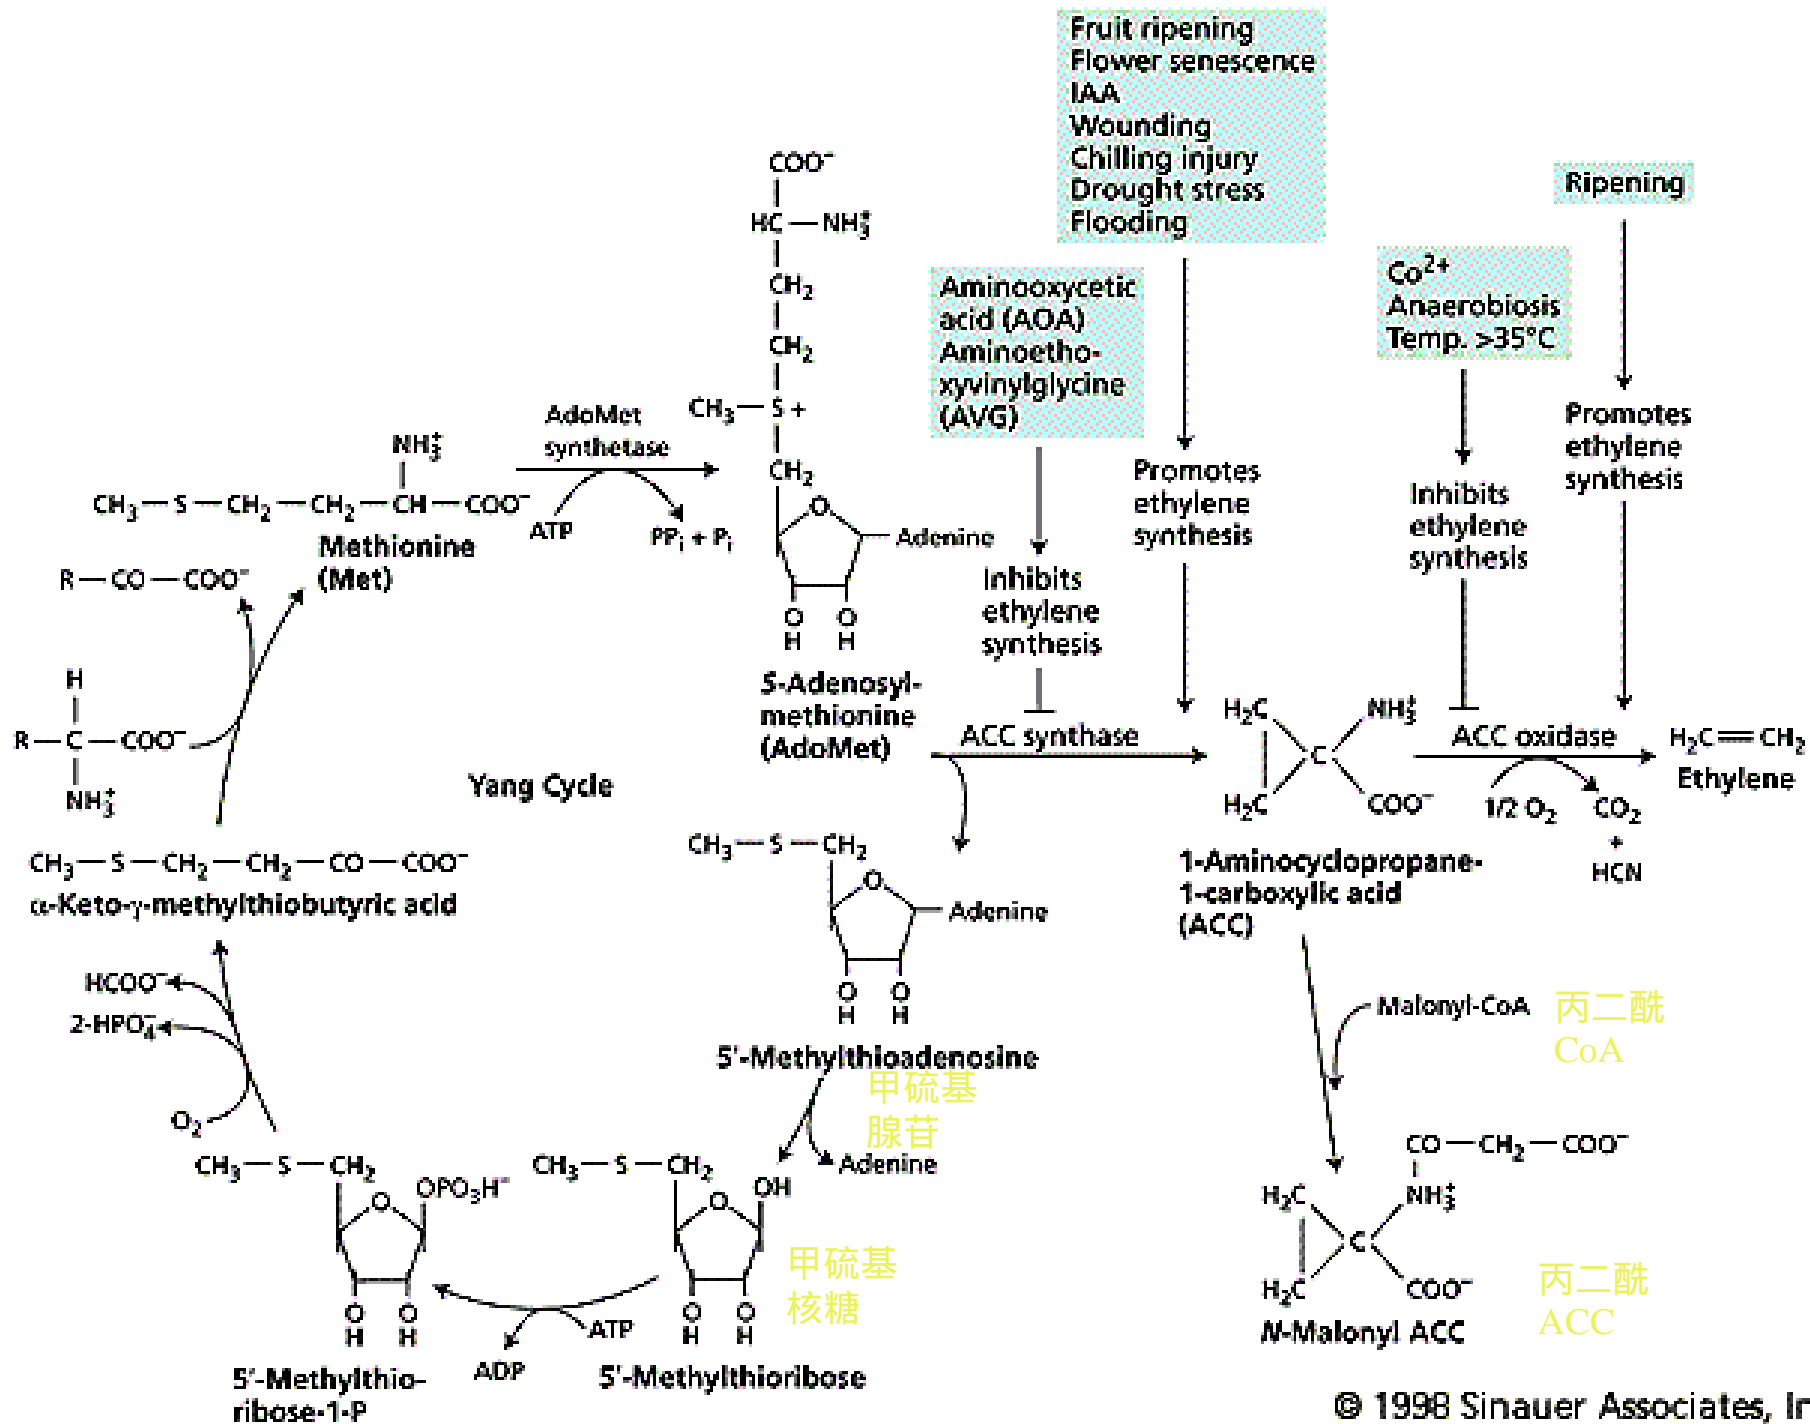 Fruit ripening
Flower senescence
IAA
Wounding
Chilling injury
Drought stress
Flooding
Ripening
Co2+
Anaerobiosis
Temp. >35°C
Aminooxycetic
acid (AOA)
Aminoetho-
xyvinylglycine
(AVG)
Promotes
ethylene
synthesis
Inhibits
ethylene
synthesis
Promotes
ethylene
synthesis
Inhibits
ethylene
synthesis
COO−
HC — NH3+
CH2
CH2
CH3 — S +
CH2
O
Adenine
O O
H H
S-Adenosyl-
methionine
(AdoMet)
AdoMet
synthetase
ATP
PPi + Pi
NH3+
CH3 — S — CH2 — CH2 — CH — COO−
Methionine
(Met)
R — CO — COO−
H
R — C — COO−
NH3+
Yang Cycle
CH3 — S — CH2 — CH2 — CO — COO−
α-Keto-γ-methylthiobutyric acid
HCOO−
2-HPO4−
O2
ACC synthase
H2C NH3+
C
H2C COO−
1-Aminocyclopropane-
1-carboxylic acid
(ACC)
ACC oxidase
1/2 O2
CO2
+
HCN
H2C=CH2
Ethylene
CH3 — S — CH2
O
Adenine
O O
H H
5'-Methylthioadenosine
甲硫基
腺苷
Adenine
Malonyl-CoA
丙二酰
CoA
CO — CH2 — COO−
H2C NH3+
C
H2C COO−
N-Malonyl ACC
丙二酰
ACC
CH3 — S — CH2
O OH
O O
H H
甲硫基
核糖
5'-Methylthioribose
ATP
ADP
CH3 — S — CH2
O OPO3H−
O O
H H
5'-Methylthio-
ribose-1-P
© 1998 Sinauer Associates, In